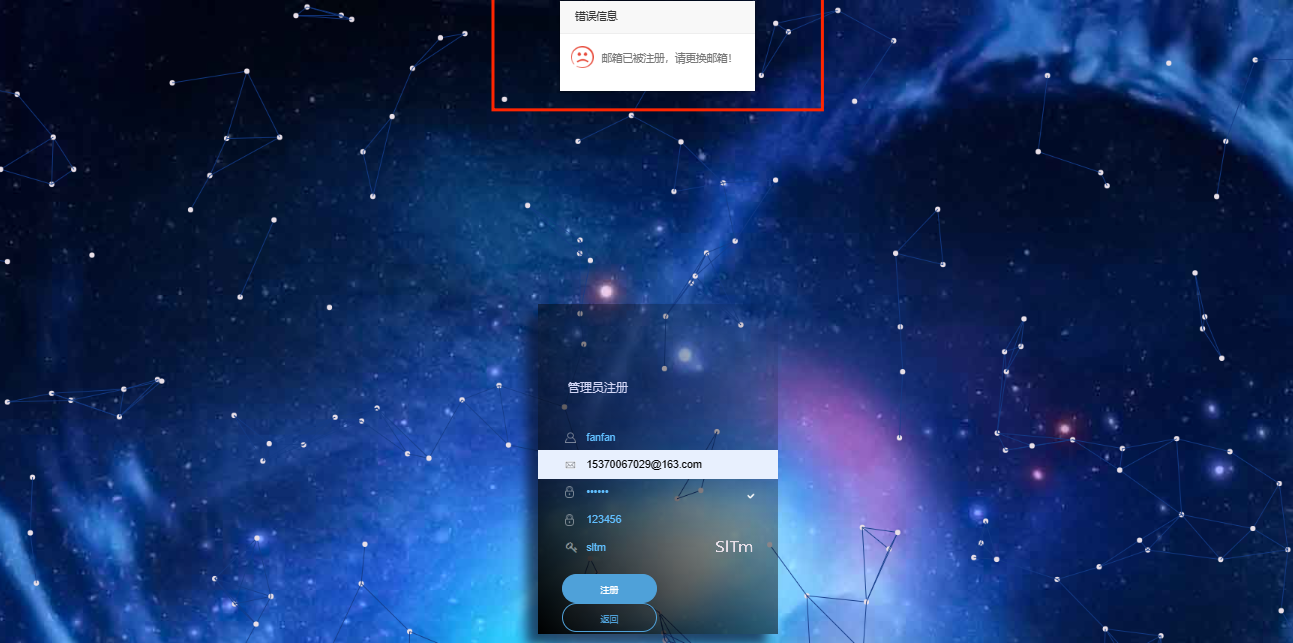 错误信息
邮箱已被注册，请更换邮箱!
管理员注册
fanfan
15370067029@163.com
••••••
123456
sltm
SlTm
注册
返回